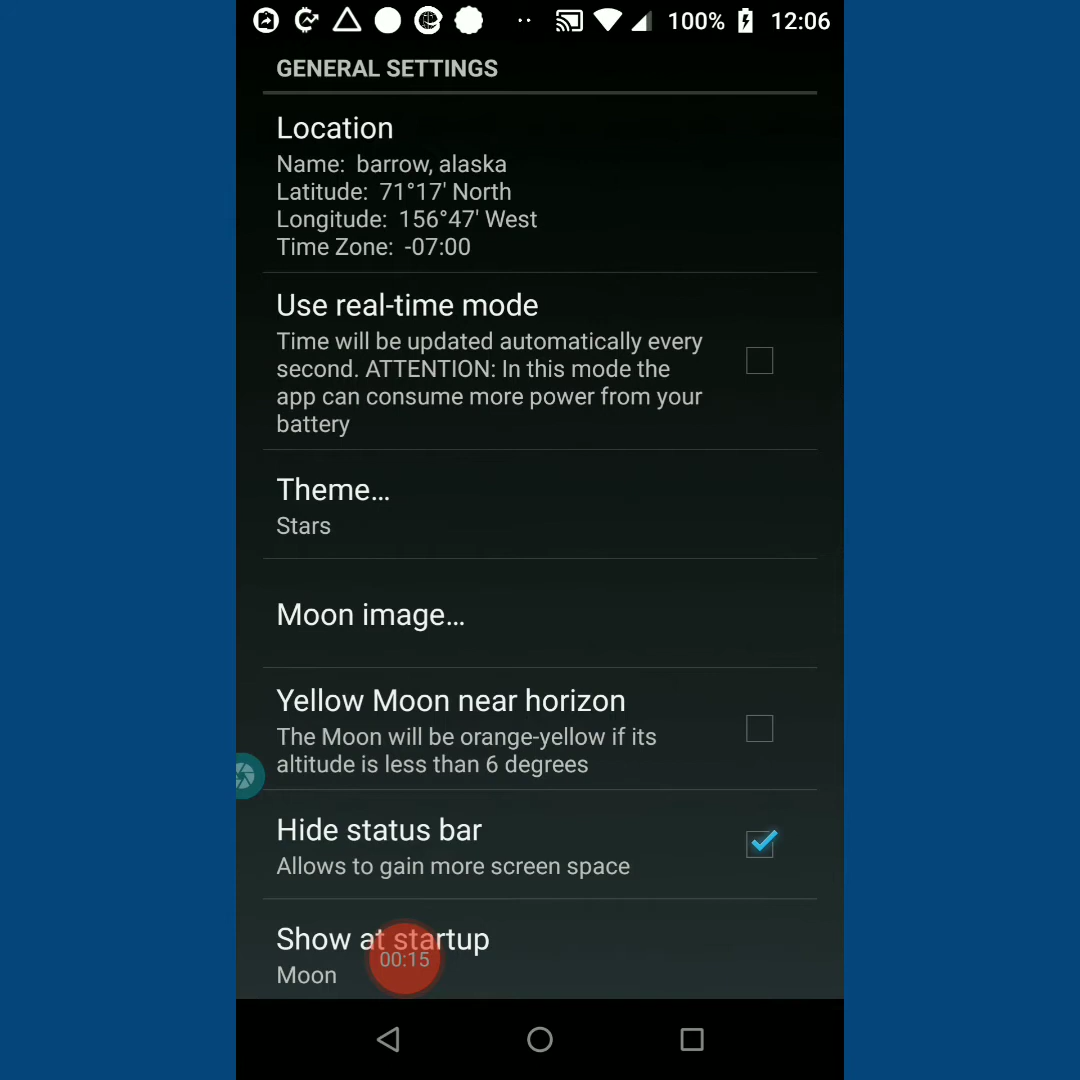 100% 12:06
GENERAL SETTINGS
Location
Name: barrow, alaska
Latitude: 71°17' North
Longitude: 156°47' West
Time Zone: -07:00
Use real-time mode
Time will be updated automatically every
second. ATTENTION: In this mode the
app can consume more power from your
battery
Theme...
Stars
Moon image...
Yellow Moon near horizon
The Moon will be orange-yellow if its
altitude is less than 6 degrees
Hide status bar
Allows to gain more screen space
Show at startup
00:15
Moon